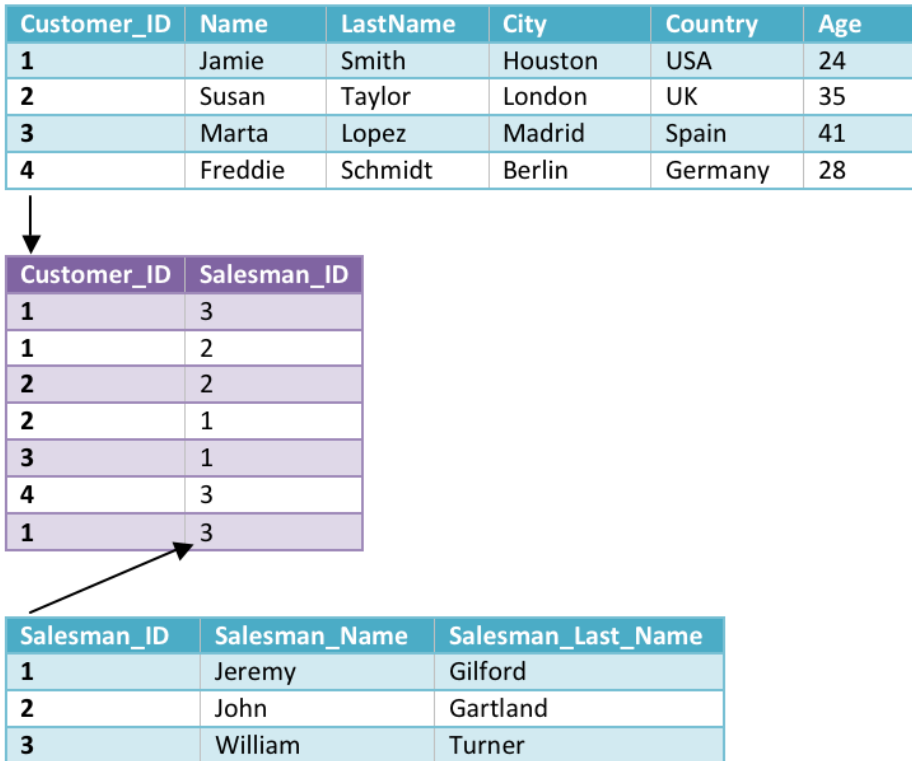 Customer_ID Name LastName City Country Age
1 Jamie Smith Houston USA 24
2 Susan Taylor London UK 35
3 Marta Lopez Madrid Spain 41
4 Freddie Schmidt Berlin Germany 28
Customer_ID Salesman_ID
1 3
1 2
2 2
2 1
3 1
4 3
1 3
Salesman_ID Salesman_Name Salesman_Last_Name
1 Jeremy Gilford
2 John Gartland
3 William Turner